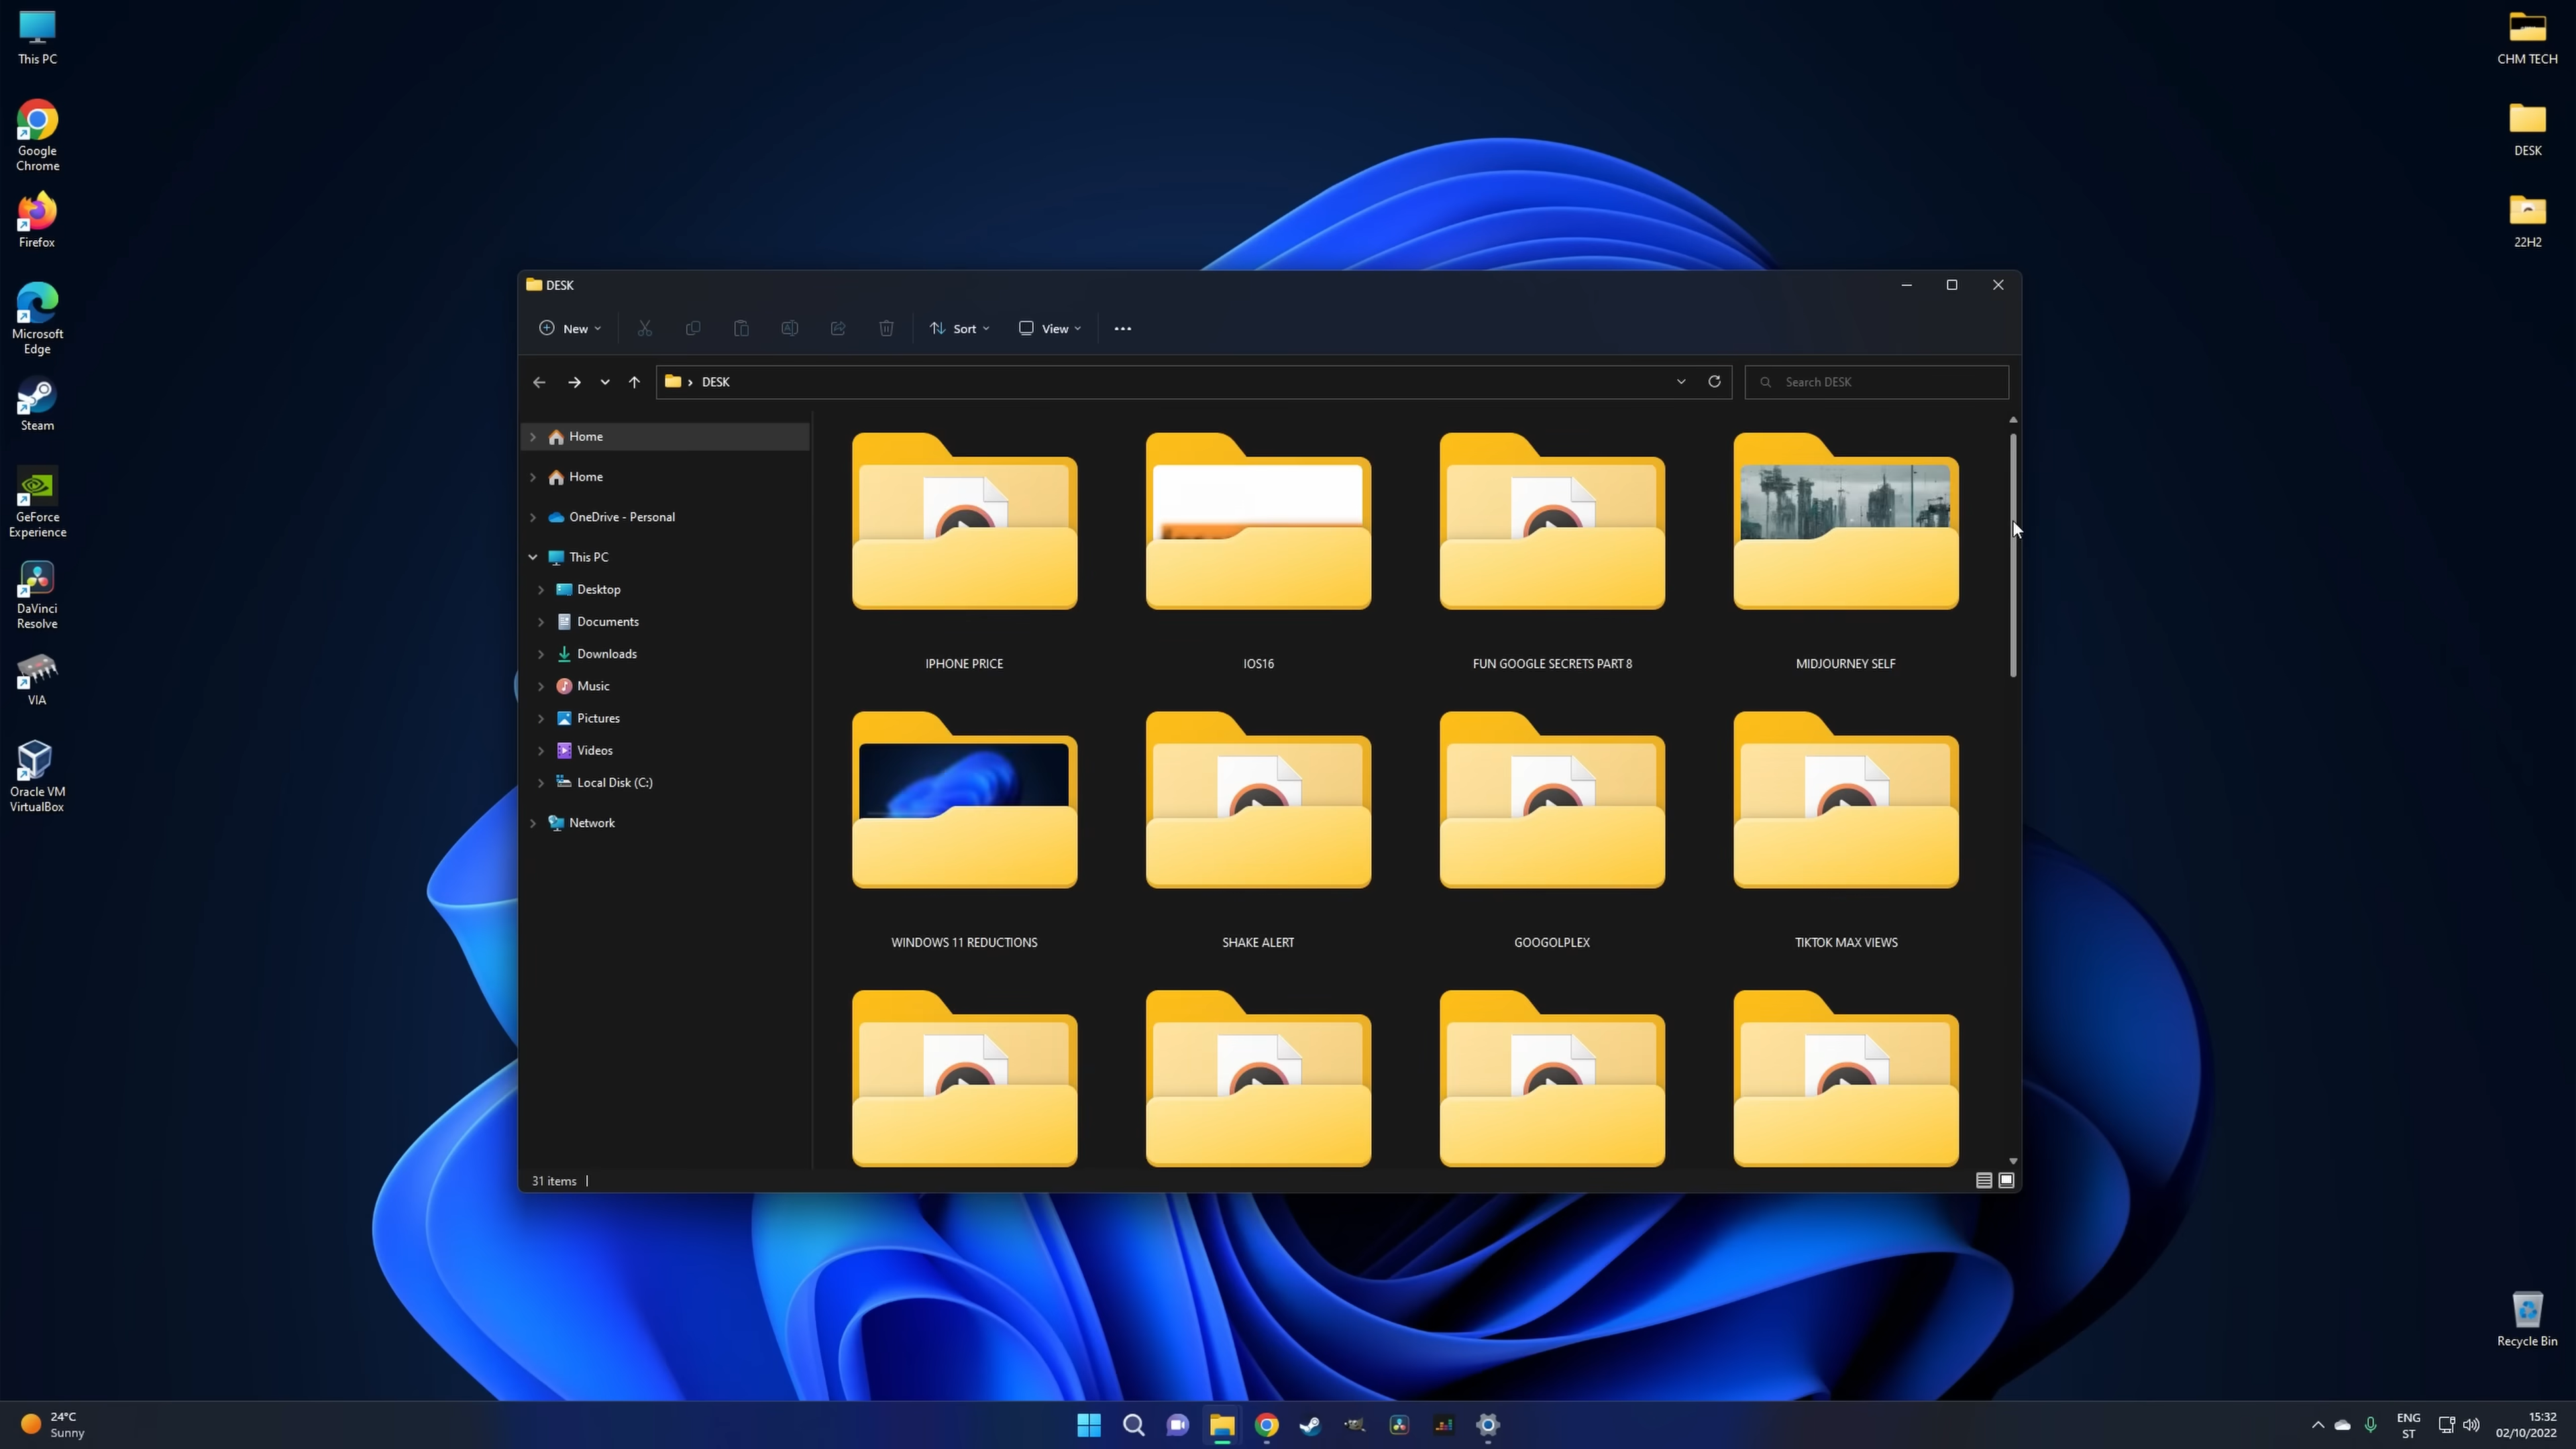 This PC
Google
Chrome
Firefox
Microsoft
Edge
Steam
GeForce
Experience
DaVinci
Resolve
VIA
Oracle VM
VirtualBox
CHM TECH
DESK
22H2
Recycle Bin
DESK
New
Sort
View
DESK
Search DESK
Home
Home
OneDrive - Personal
This PC
Desktop
Documents
Downloads
Music
Pictures
Videos
Local Disk (C:)
Network
IPHONE PRICE
IOS16
FUN GOOGLE SECRETS PART 8
MIDJOURNEY SELF
WINDOWS 11 REDUCTIONS
SHAKE ALERT
GOOGOLPLEX
TIKTOK MAX VIEWS
31 items
24°C
Sunny
ENG
ST
15:32
02/10/2022